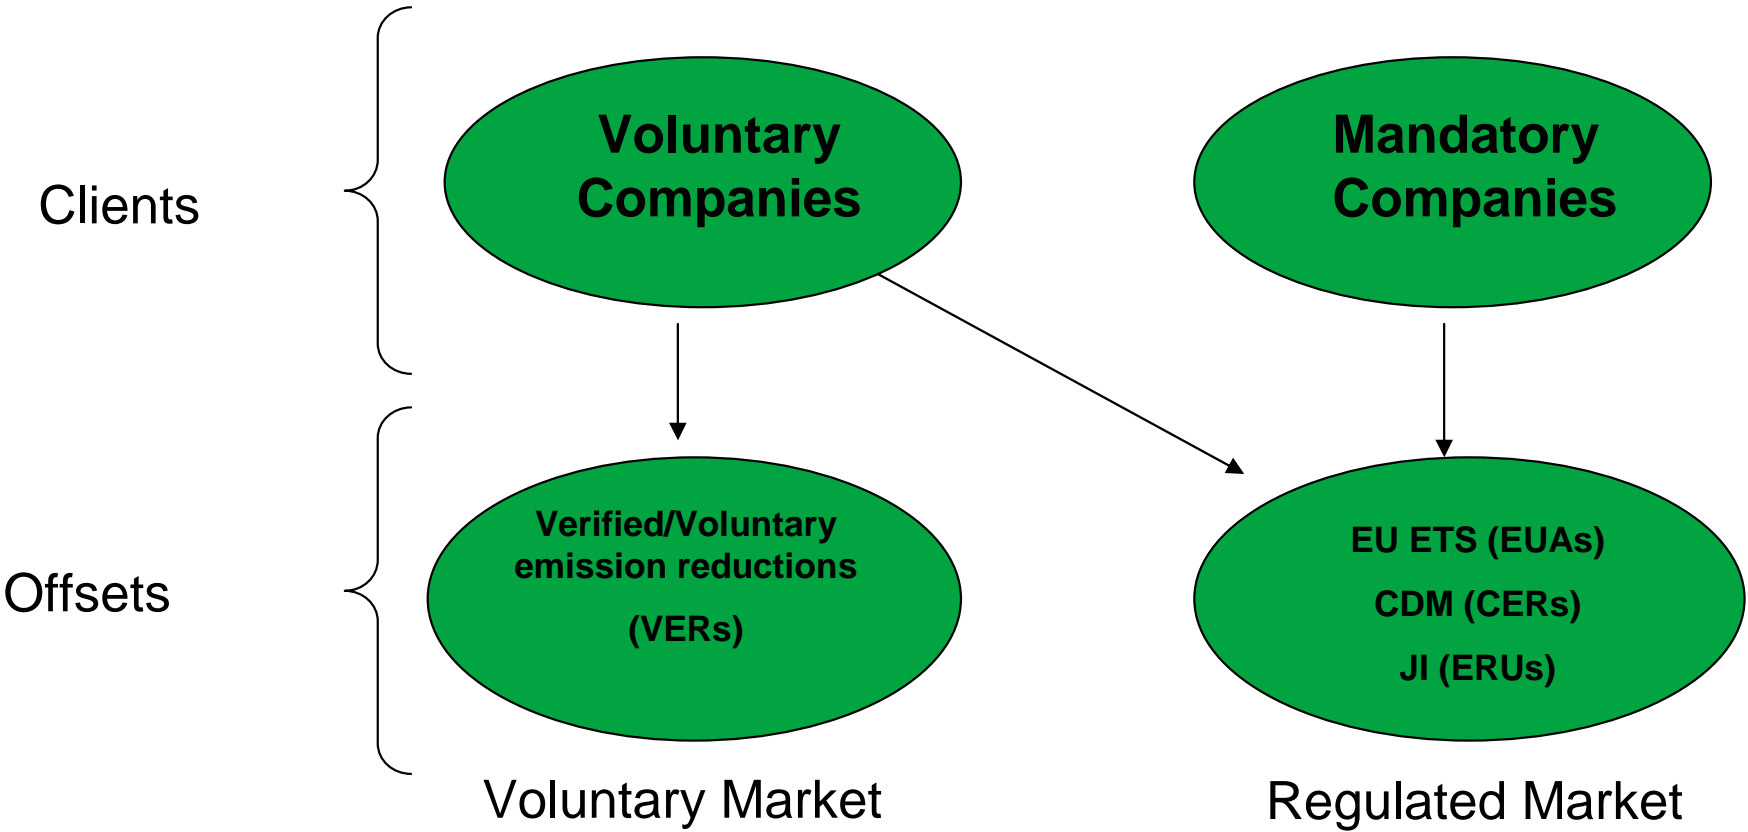 Clients
Voluntary
Companies
Mandatory
Companies
Offsets
Verified/Voluntary
emission reductions
(VERs)
EU ETS (EUAs)
CDM (CERs)
JI (ERUs)
Voluntary Market
Regulated Market